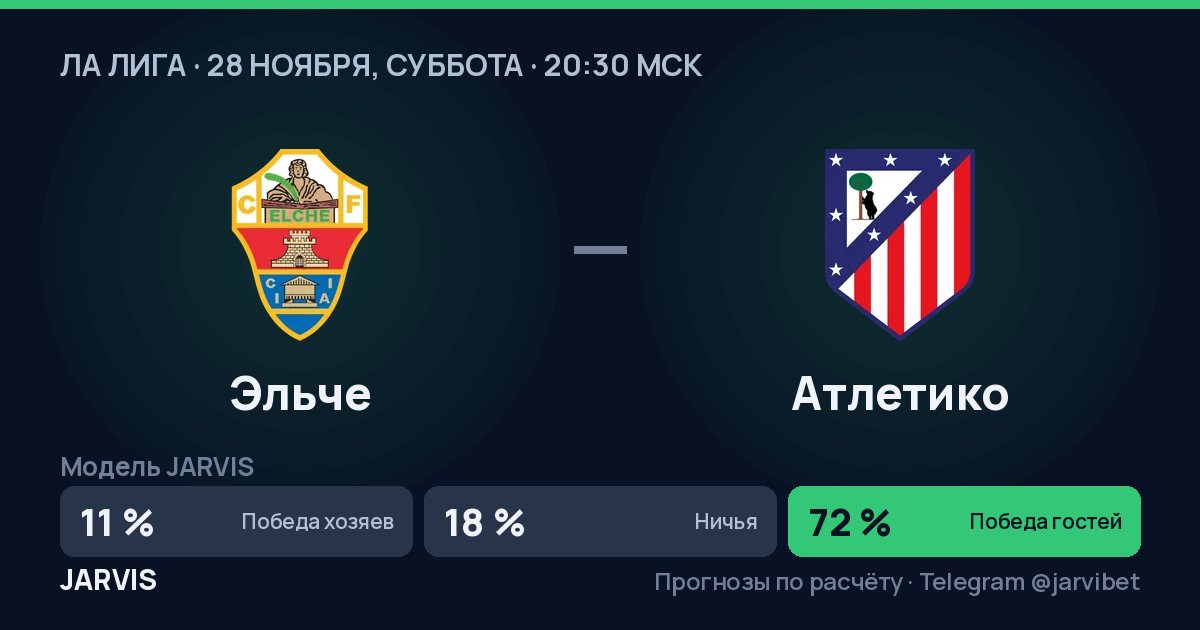 ЛА ЛИГА · 28 НОЯБРЯ, СУББОТА · 20:30 МСК
C F
ELCHE
C I
I A
Эльче
Атлетико
Модель JARVIS
11 % Победа хозяев
18 % Ничья
72 % Победа гостей
JARVIS
Прогнозы по расчёту · Telegram @jarvibet